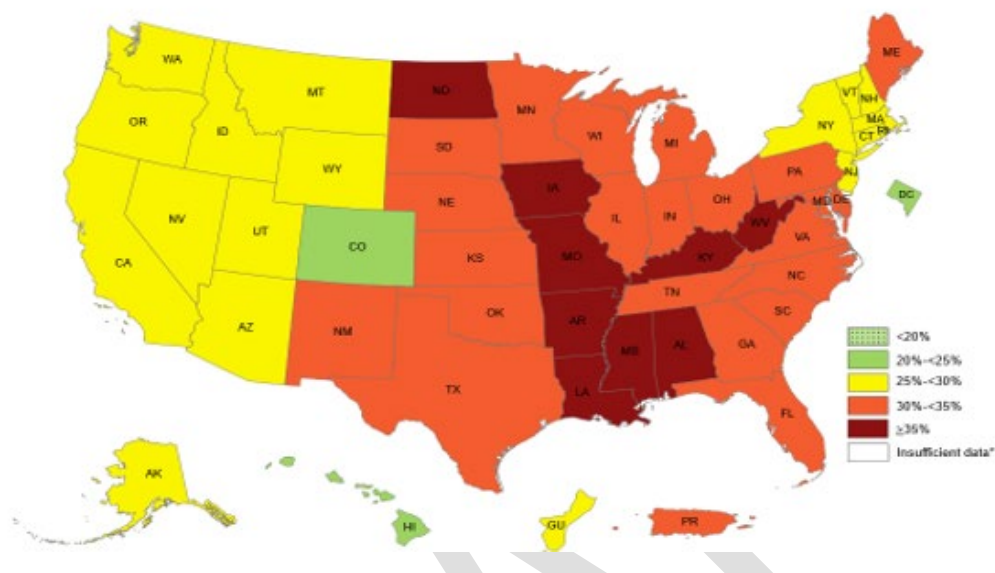 ME
WA
MT
ND
MN
VT
NH
OR
ID
SD
WI
MI
NY
MA
CT
RI
WY
NE
IA
PA
NJ
NV
UT
CO
IL
IN
OH
MD
DE
DC
CA
KS
MO
KY
WV
VA
AZ
NM
OK
AR
TN
NC
SC
TX
LA
MS
AL
GA
FL
<20%
20%-<25%
25%-<30%
30%-<35%
≥35%
Insufficient data*
AK
HI
GU
PR